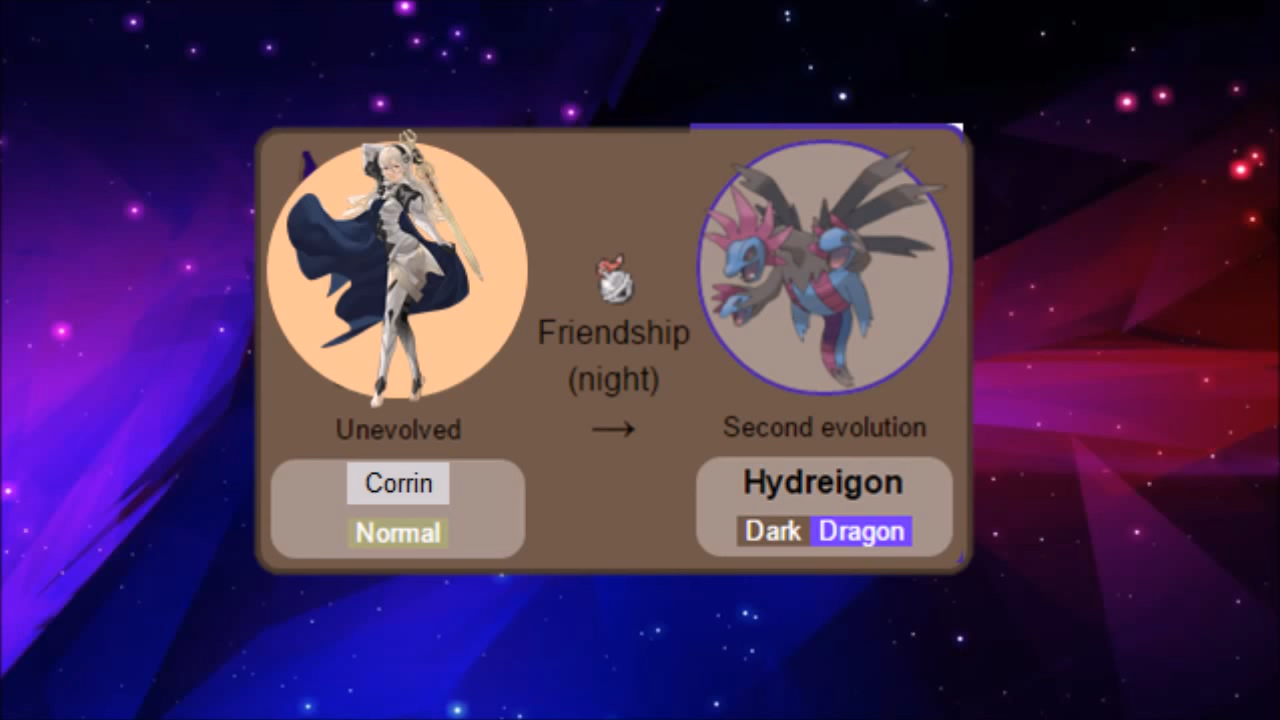 Friendship
(night)
→
Unevolved
Second evolution
Corrin
Normal
Hydreigon
Dark Dragon